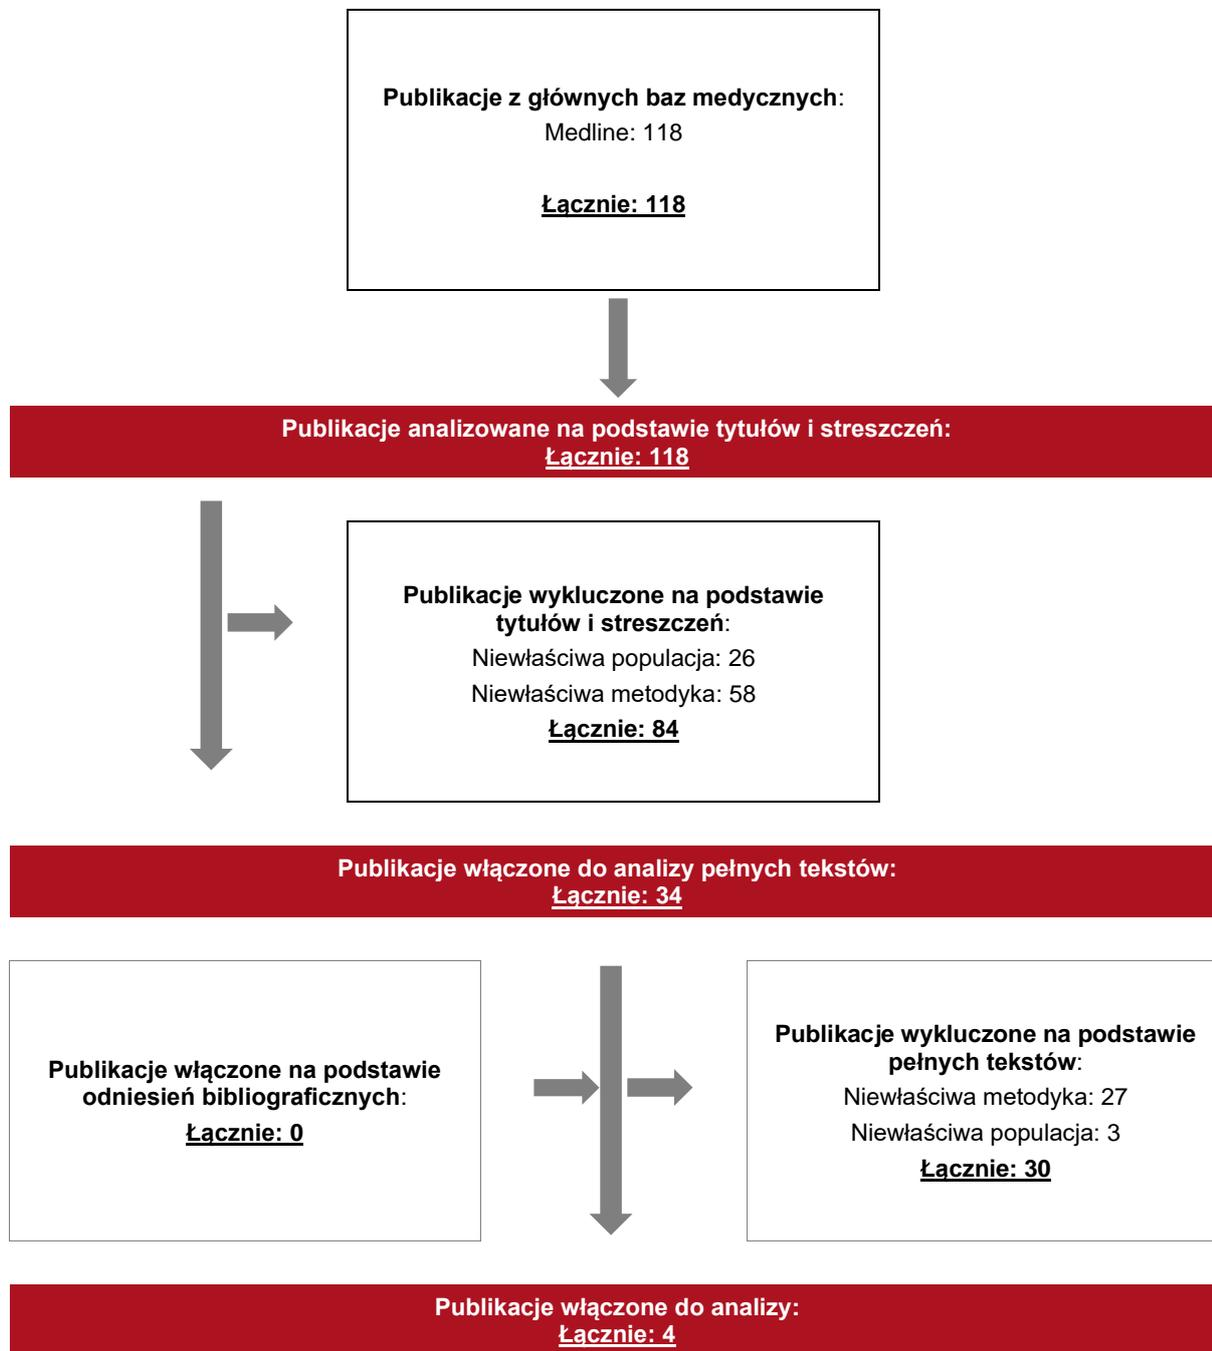 Publikacje z głównych baz medycznych:
Medline: 118
Łącznie: 118
Publikacje analizowane na podstawie tytułów i streszczeń:
Łącznie: 118
Publikacje wykluczone na podstawie
tytułów i streszczeń:
Niewłaściwa populacja: 26
Niewłaściwa metodyka: 58
Łącznie: 84
Publikacje włączone do analizy pełnych tekstów:
Łącznie: 34
Publikacje włączone na podstawie
odniesień bibliograficznych:
Łącznie: 0
Publikacje wykluczone na podstawie
pełnych tekstów:
Niewłaściwa metodyka: 27
Niewłaściwa populacja: 3
Łącznie: 30
Publikacje włączone do analizy:
Łącznie: 4